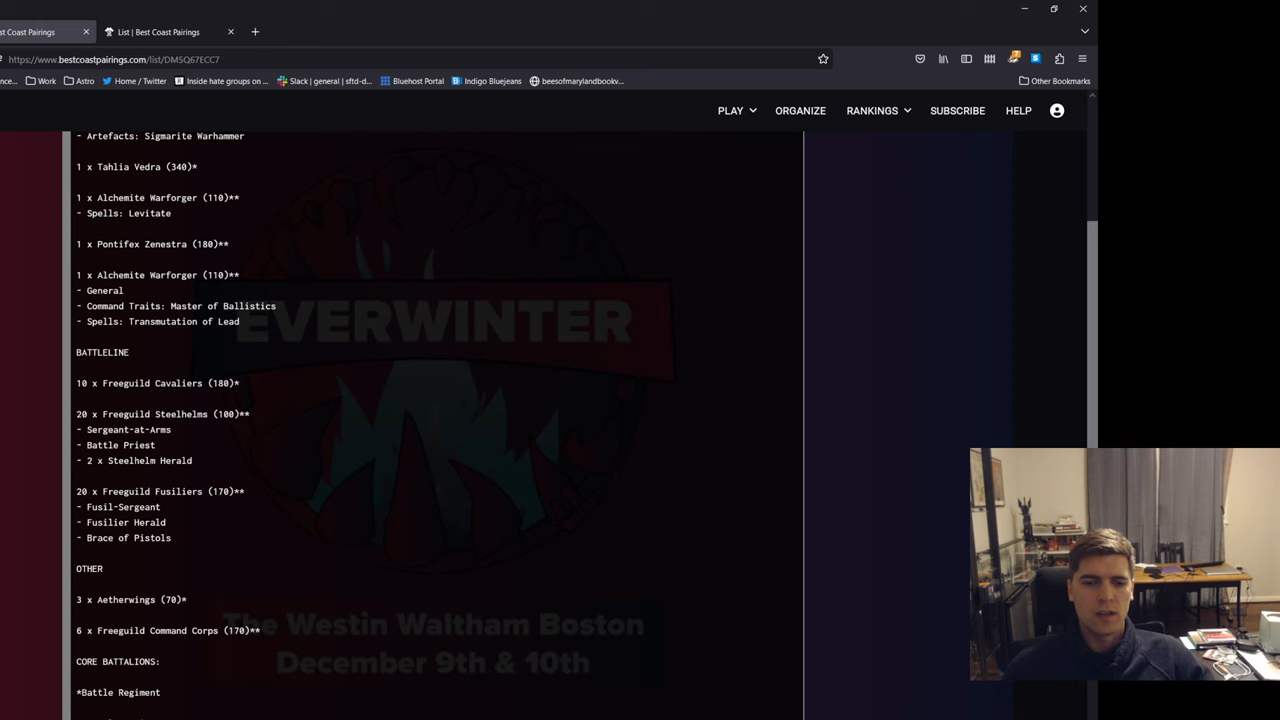 st Coast Pairings
List | Best Coast Pairings
https://www.bestcoastpairings.com/list/DMSQ67ECC7
nce...
Work
Astro
Home / Twitter
Inside hate groups on ...
Slack | general | sftd-d...
Bluehost Portal
Indigo Bluejeans
beesofmarylandbookv...
Other Bookmarks
PLAY
ORGANIZE
RANKINGS
SUBSCRIBE
HELP
- Artefacts: Sigmarite Warhammer
1 x Tahlia Vedra (340)*
1 x Alchemite Warforger (110)**
- Spells: Levitate
1 x Pontifex Zenestra (180)**
1 x Alchemite Warforger (110)**
- General
- Command Traits: Master of Ballistics
- Spells: Transmutation of Lead
EVERWINTER
BATTLELINE
10 x Freeguild Cavaliers (180)*
20 x Freeguild Steelhelms (100)**
- Sergeant-at-Arms
- Battle Priest
- 2 x Steelhelm Herald
20 x Freeguild Fusiliers (170)**
- Fusil-Sergeant
- Fusilier Herald
- Brace of Pistols
OTHER
3 x Aetherwings (70)*
6 x Freeguild Command Corps (170)**
The Westin Waltham Boston
December 9th & 10th
CORE BATTALIONS:
*Battle Regiment